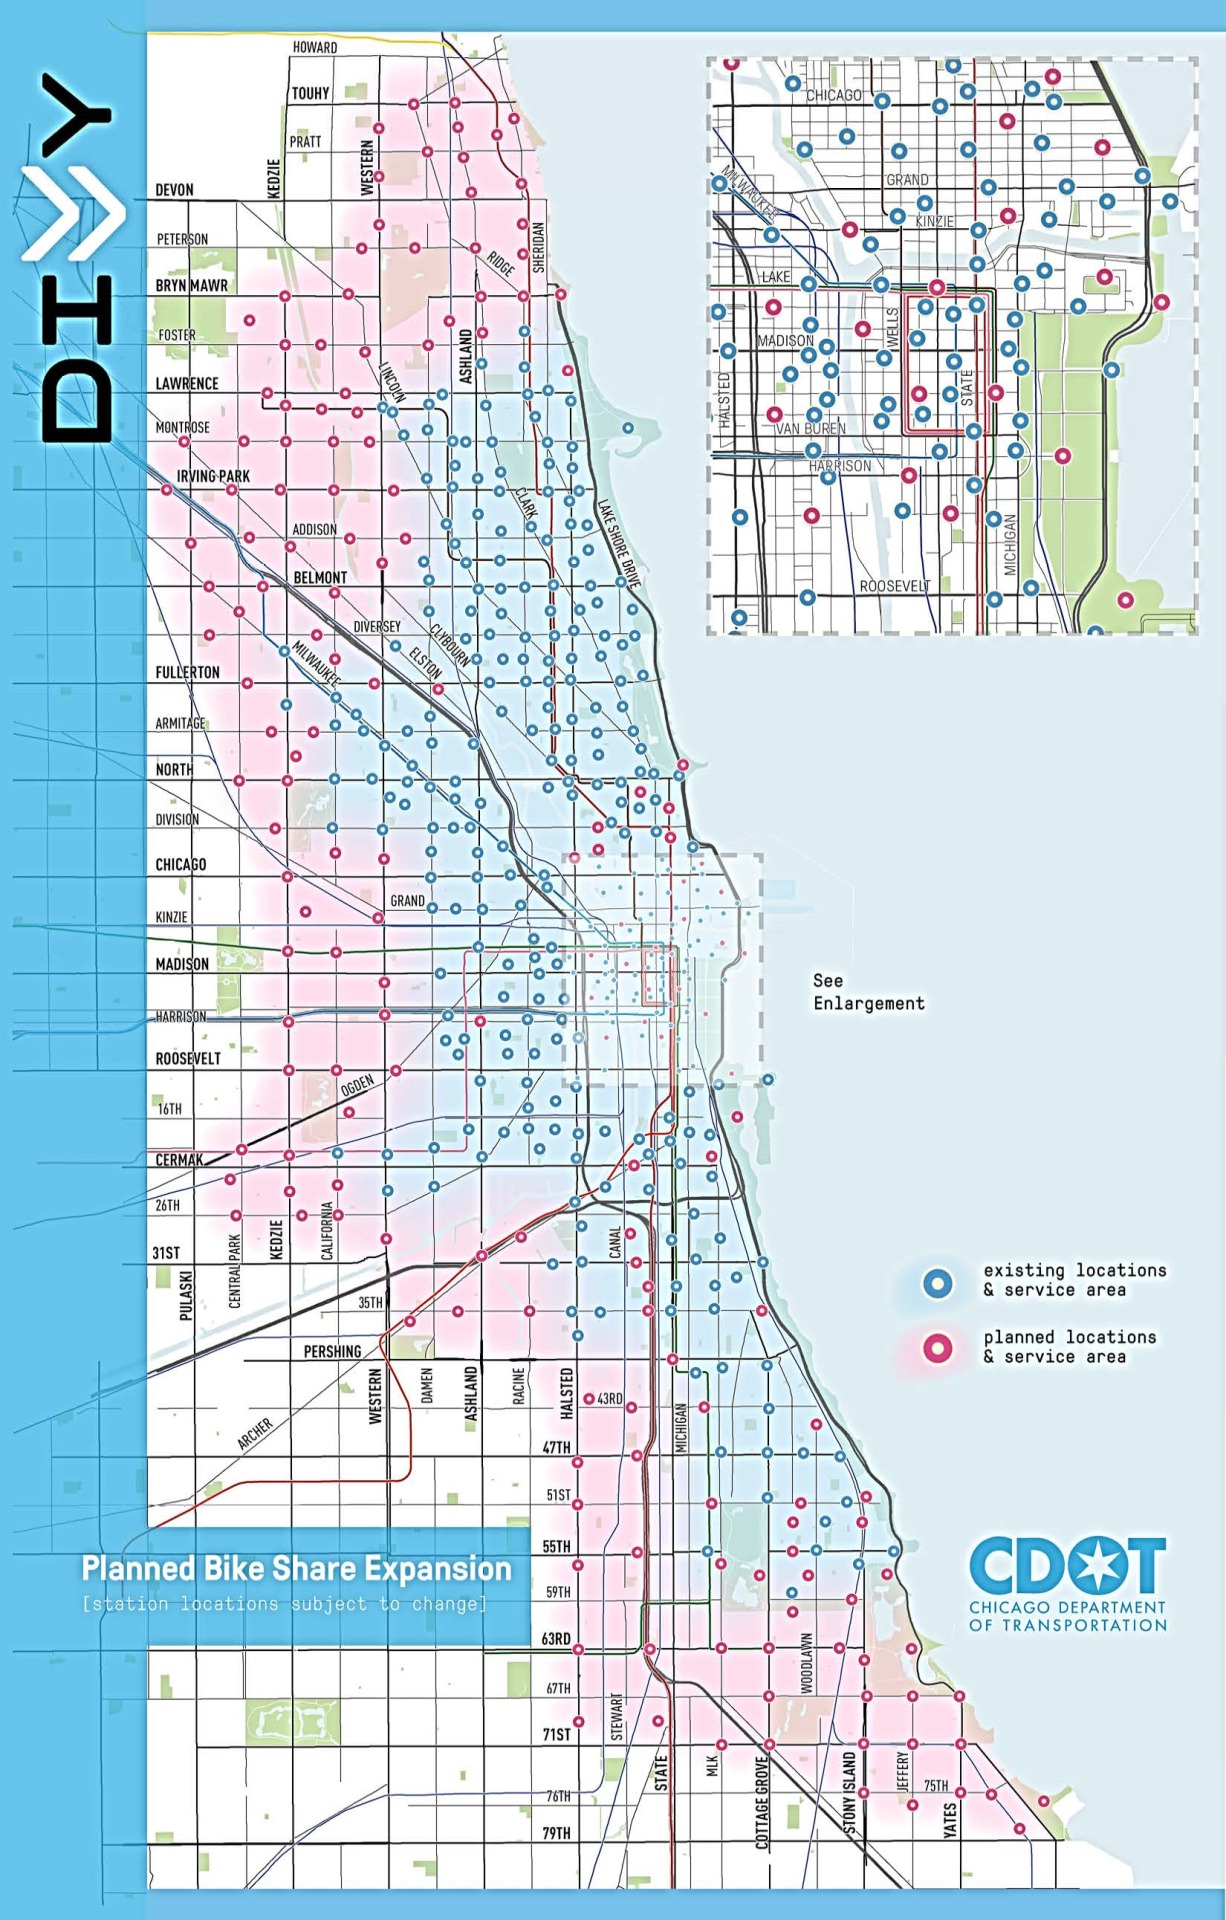 DIVVY
HOWARD
TOUHY
PRATT
KEDZIE
WESTERN
DEVON
PETERSON
RIDGE
SHERIDAN
BRYN MAWR
FOSTER
ASHLAND
LAWRENCE
LINCOLN
MONTROSE
IRVING PARK
CLARK
LAKE SHORE DRIVE
ADDISON
BELMONT
DIVERSEY
CLYBOURN
ELSTON
MILWAUKEE
FULLERTON
ARMITAGE
NORTH
DIVISION
CHICAGO
GRAND
KINZIE
MADISON
HARRISON
ROOSEVELT
OGDEN
16TH
CERMAK
26TH
CENTRAL PARK
KEDZIE
CALIFORNIA
CANAL
31ST
PULASKI
35TH
PERSHING
WESTERN
DAMEN
ASHLAND
RACINE
HALSTED
43RD
MICHIGAN
ARCHER
47TH
51ST
55TH
59TH
63RD
WOODLAWN
67TH
STEWART
71ST
STATE
MLK
COTTAGE GROVE
STONY ISLAND
JEFFERY
75TH
YATES
76TH
79TH
CHICAGO
GRAND
MILWAUKEE
KINZIE
LAKE
WELLS
MADISON
HALSTED
STATE
VAN BUREN
HARRISON
MICHIGAN
ROOSEVELT
See
Enlargement
existing locations
& service area
planned locations
& service area
Planned Bike Share Expansion
[station locations subject to change]
CDOT
CHICAGO DEPARTMENT
OF TRANSPORTATION